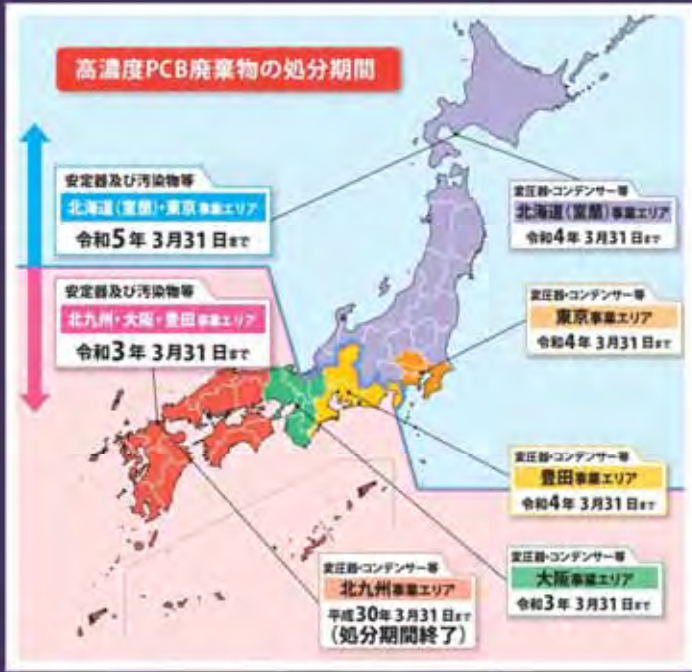 高濃度PCB廃棄物の処分期間
安定器及び汚染物等
北海道(室蘭)・東京事業エリア
令和5年 3月31日まで
安定器及び汚染物等
北九州・大阪・豊田事業エリア
令和3年 3月31日まで
変圧器・コンデンサー等
北海道(室蘭)事業エリア
令和4年 3月31日まで
変圧器・コンデンサー等
東京事業エリア
令和4年 3月31日まで
変圧器・コンデンサー等
豊田事業エリア
令和4年 3月31日まで
変圧器・コンデンサー等
大阪事業エリア
令和3年 3月31日まで
変圧器・コンデンサー等
北九州事業エリア
平成30年 3月31日まで
(処分期間終了)